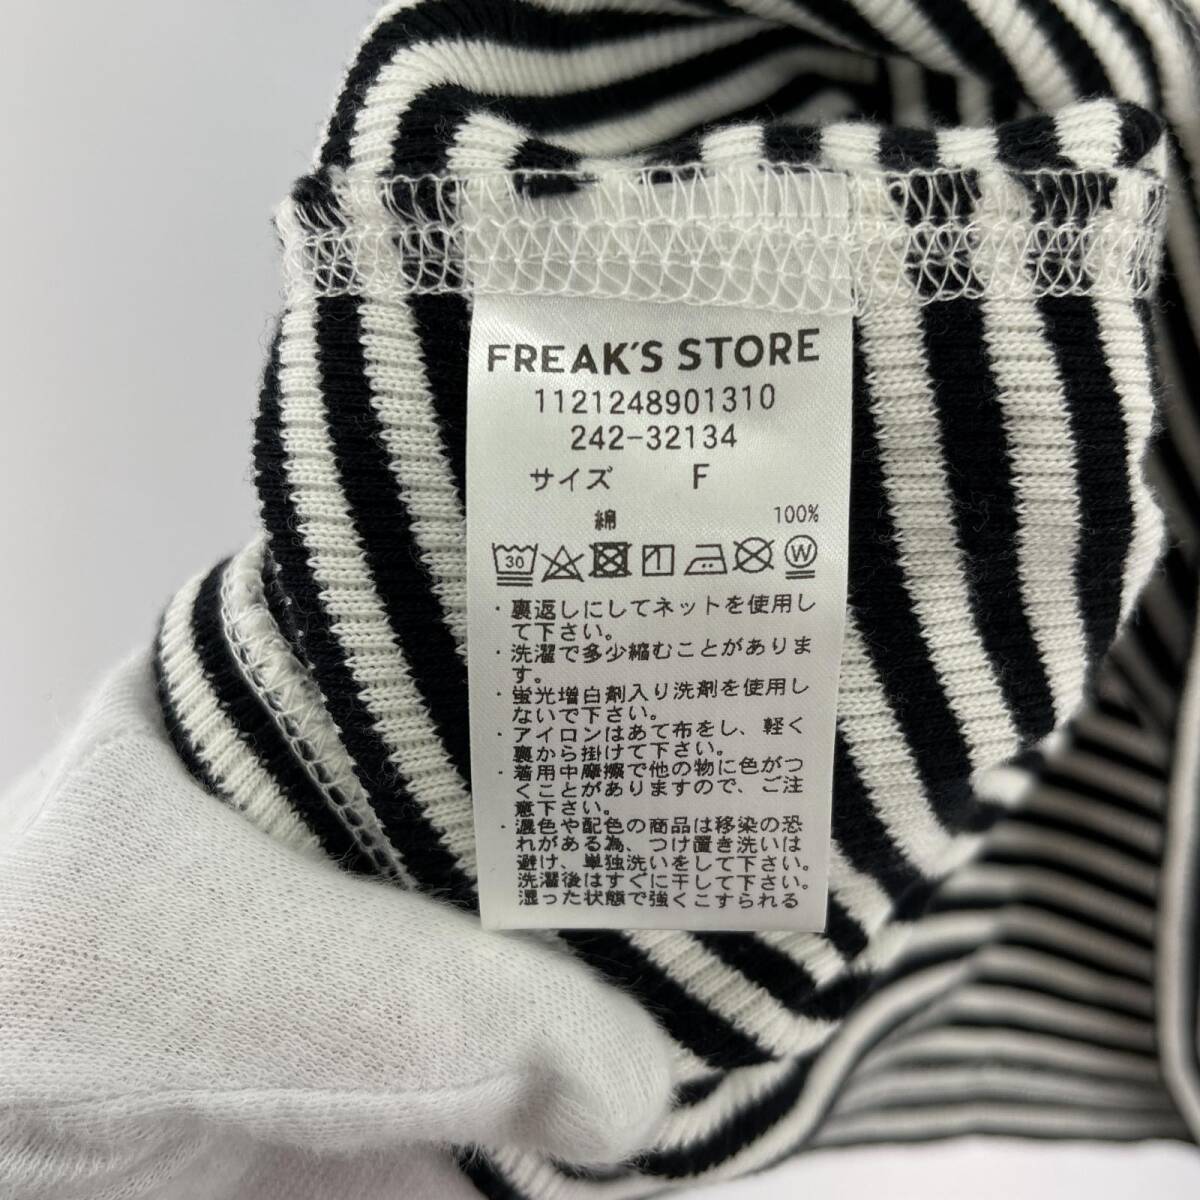 FREAK'S STORE
1121248901310
242-32134
サイズ F
綿 100%
30 W
・裏返しにしてネットを使用し
て下さい。
・洗濯で多少縮むことがありま
す。
・蛍光増白剤入り洗剤を使用し
ないで下さい。
・アイロンはあて布をし、軽く
裏から掛けて下さい。
・着用中摩擦で他の物に色がつ
くことがありますので、ご注
意下さい。
・濃色や配色の商品は移染の恐
れがある為、つけ置き洗いは
避け、単独洗いをして下さい。
洗濯後はすぐに干して下さい。
湿った状態で強くこすられる